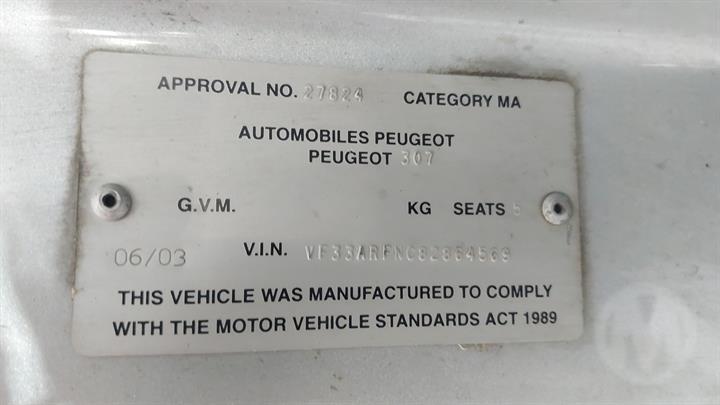 APPROVAL NO. 27824 CATEGORY MA
AUTOMOBILES PEUGEOT
PEUGEOT 307
G.V.M. KG SEATS 5
06/03 V.I.N. VF33ARFNC82864569
THIS VEHICLE WAS MANUFACTURED TO COMPLY
WITH THE MOTOR VEHICLE STANDARDS ACT 1989
M